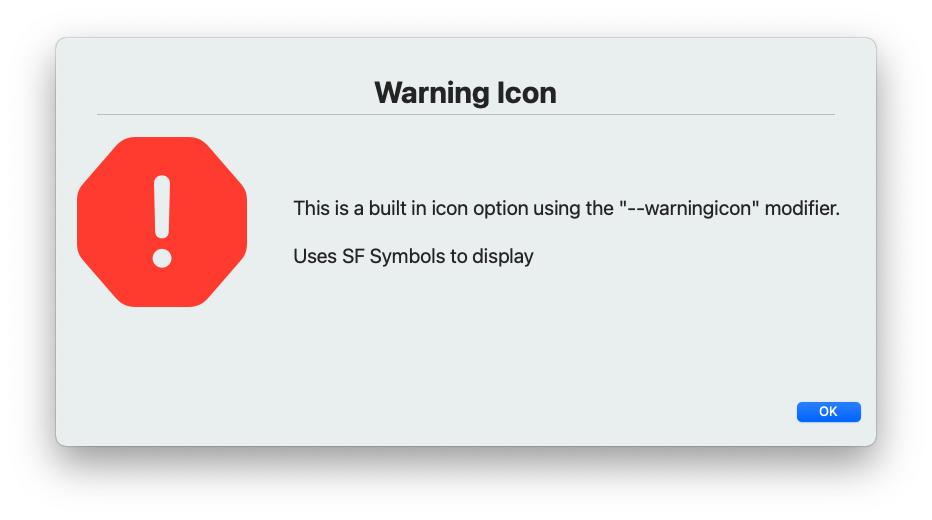 Warning Icon
This is a built in icon option using the "--warningicon" modifier.
Uses SF Symbols to display
OK